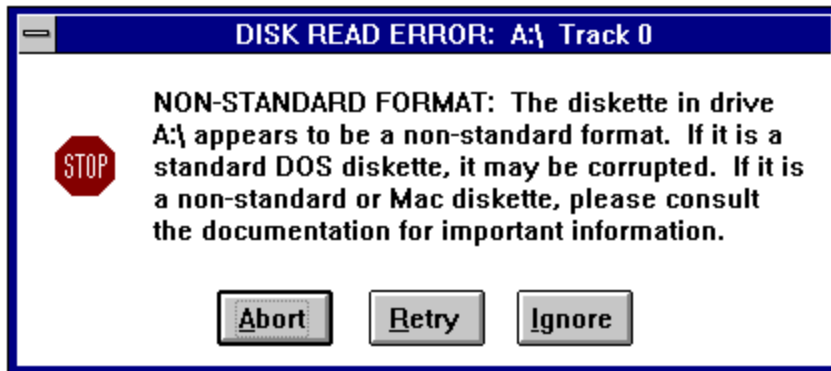 DISK READ ERROR:  A:\  Track 0
NON-STANDARD FORMAT:  The diskette in drive
A:\ appears to be a non-standard format.  If it is a
STOP
standard DOS diskette, it may be corrupted.  If it is
a non-standard or Mac diskette, please consult
the documentation for important information.
Abort
Retry
Ignore